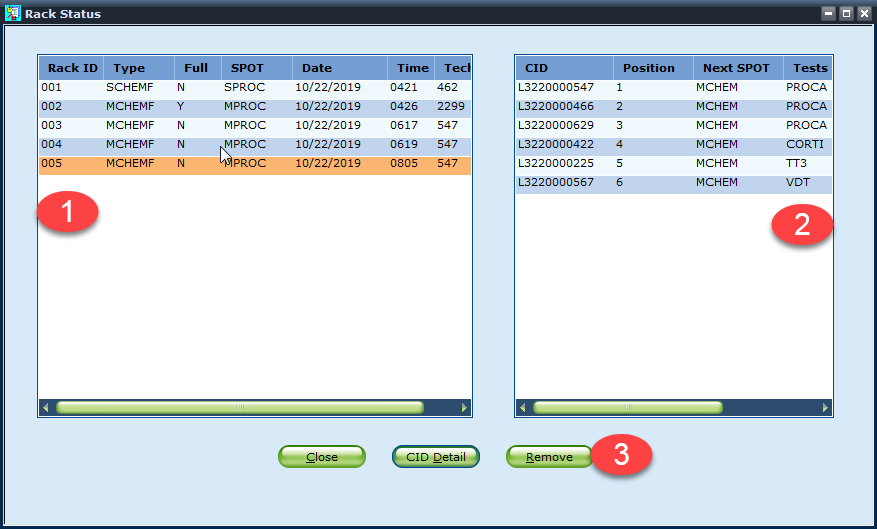 Rack Status
Rack ID Type Full SPOT Date Time Tech
001 SCHEMF N SPROC 10/22/2019 0421 462
002 MCHEMF Y MPROC 10/22/2019 0426 2299
003 MCHEMF N MPROC 10/22/2019 0617 547
004 MCHEMF N MPROC 10/22/2019 0619 547
005 MCHEMF N MPROC 10/22/2019 0805 547
1
CID Position Next SPOT Tests
L3220000547 1 MCHEM PROCA
L3220000466 2 MCHEM PROCA
L3220000629 3 MCHEM PROCA
L3220000422 4 MCHEM CORTI
L3220000225 5 MCHEM TT3
L3220000567 6 MCHEM VDT
2
Close CID Detail Remove 3